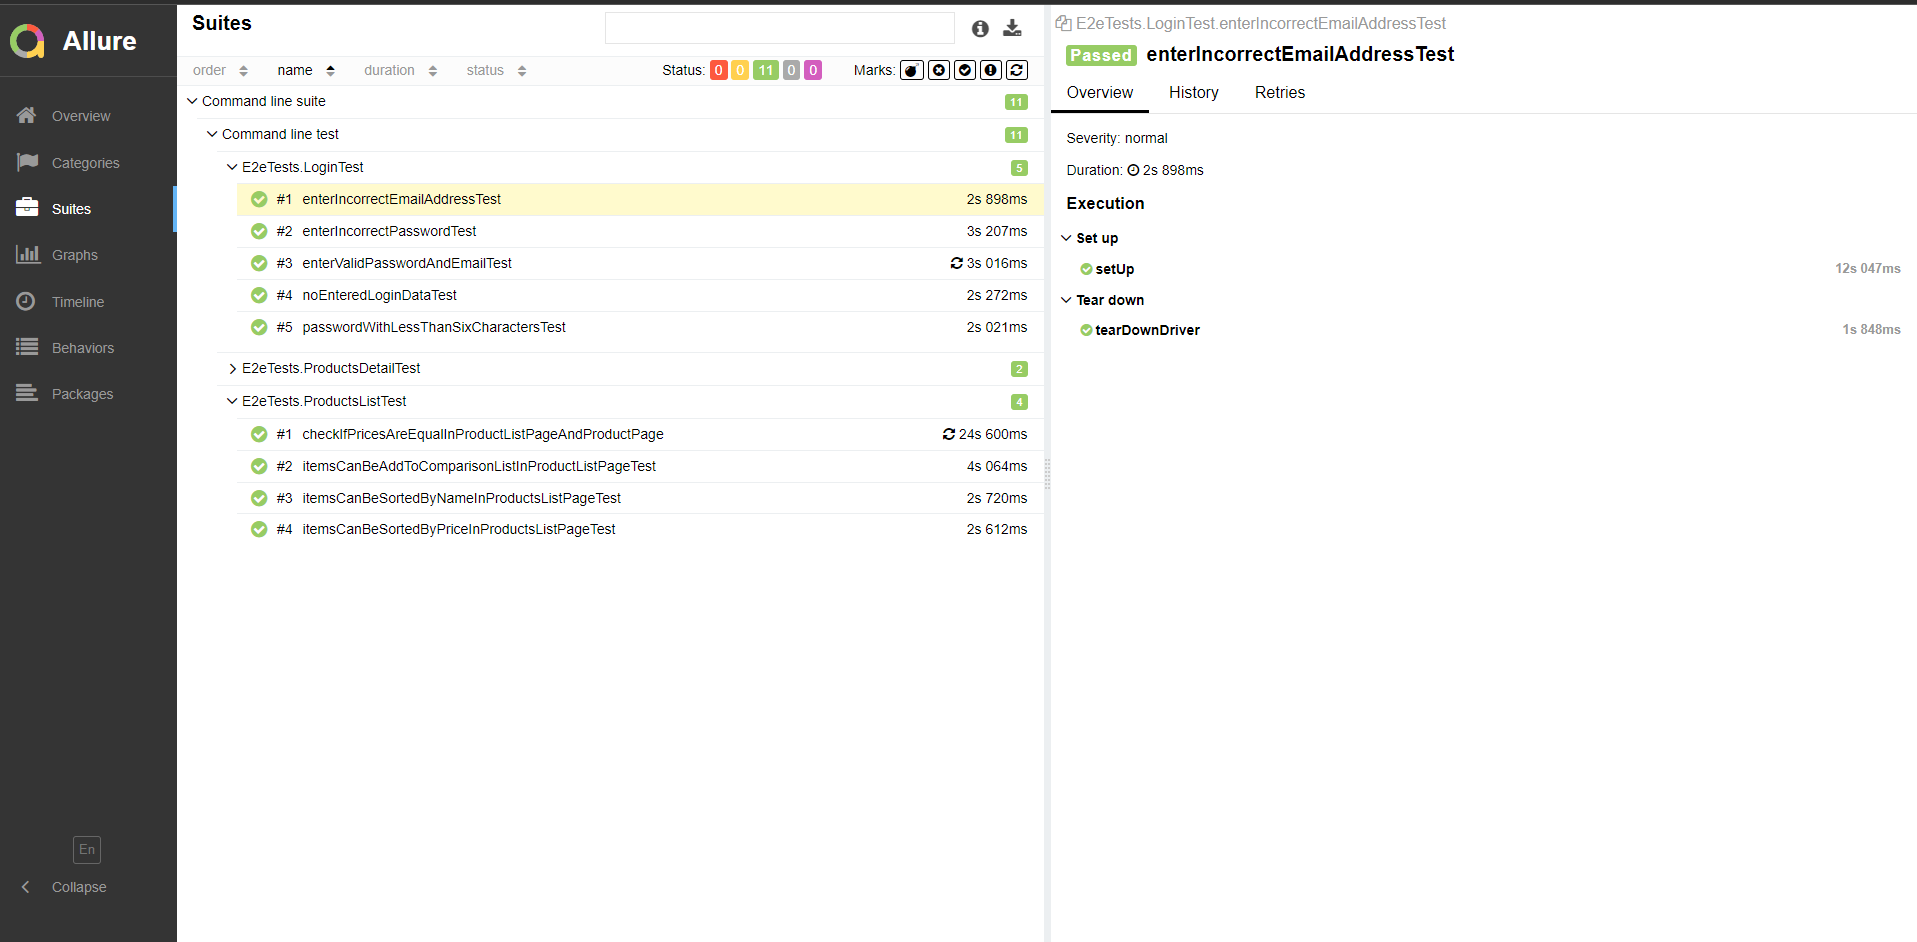 Allure
Overview
Categories
Suites
Graphs
Timeline
Behaviors
Packages
En
Collapse
Suites
order name duration status Status: 0 0 11 0 0 Marks:
Command line suite 11
Command line test 11
E2eTests.LoginTest 5
#1 enterIncorrectEmailAddressTest 2s 898ms
#2 enterIncorrectPasswordTest 3s 207ms
#3 enterValidPasswordAndEmailTest 3s 016ms
#4 noEnteredLoginDataTest 2s 272ms
#5 passwordWithLessThanSixCharactersTest 2s 021ms
E2eTests.ProductsDetailTest 2
E2eTests.ProductsListTest 4
#1 checkIfPricesAreEqualInProductListPageAndProductPage 24s 600ms
#2 itemsCanBeAddToComparisonListInProductListPageTest 4s 064ms
#3 itemsCanBeSortedByNameInProductsListPageTest 2s 720ms
#4 itemsCanBeSortedByPriceInProductsListPageTest 2s 612ms
E2eTests.LoginTest.enterIncorrectEmailAddressTest
Passed enterIncorrectEmailAddressTest
Overview History Retries
Severity: normal
Duration: 2s 898ms
Execution
Set up
setUp 12s 047ms
Tear down
tearDownDriver 1s 848ms